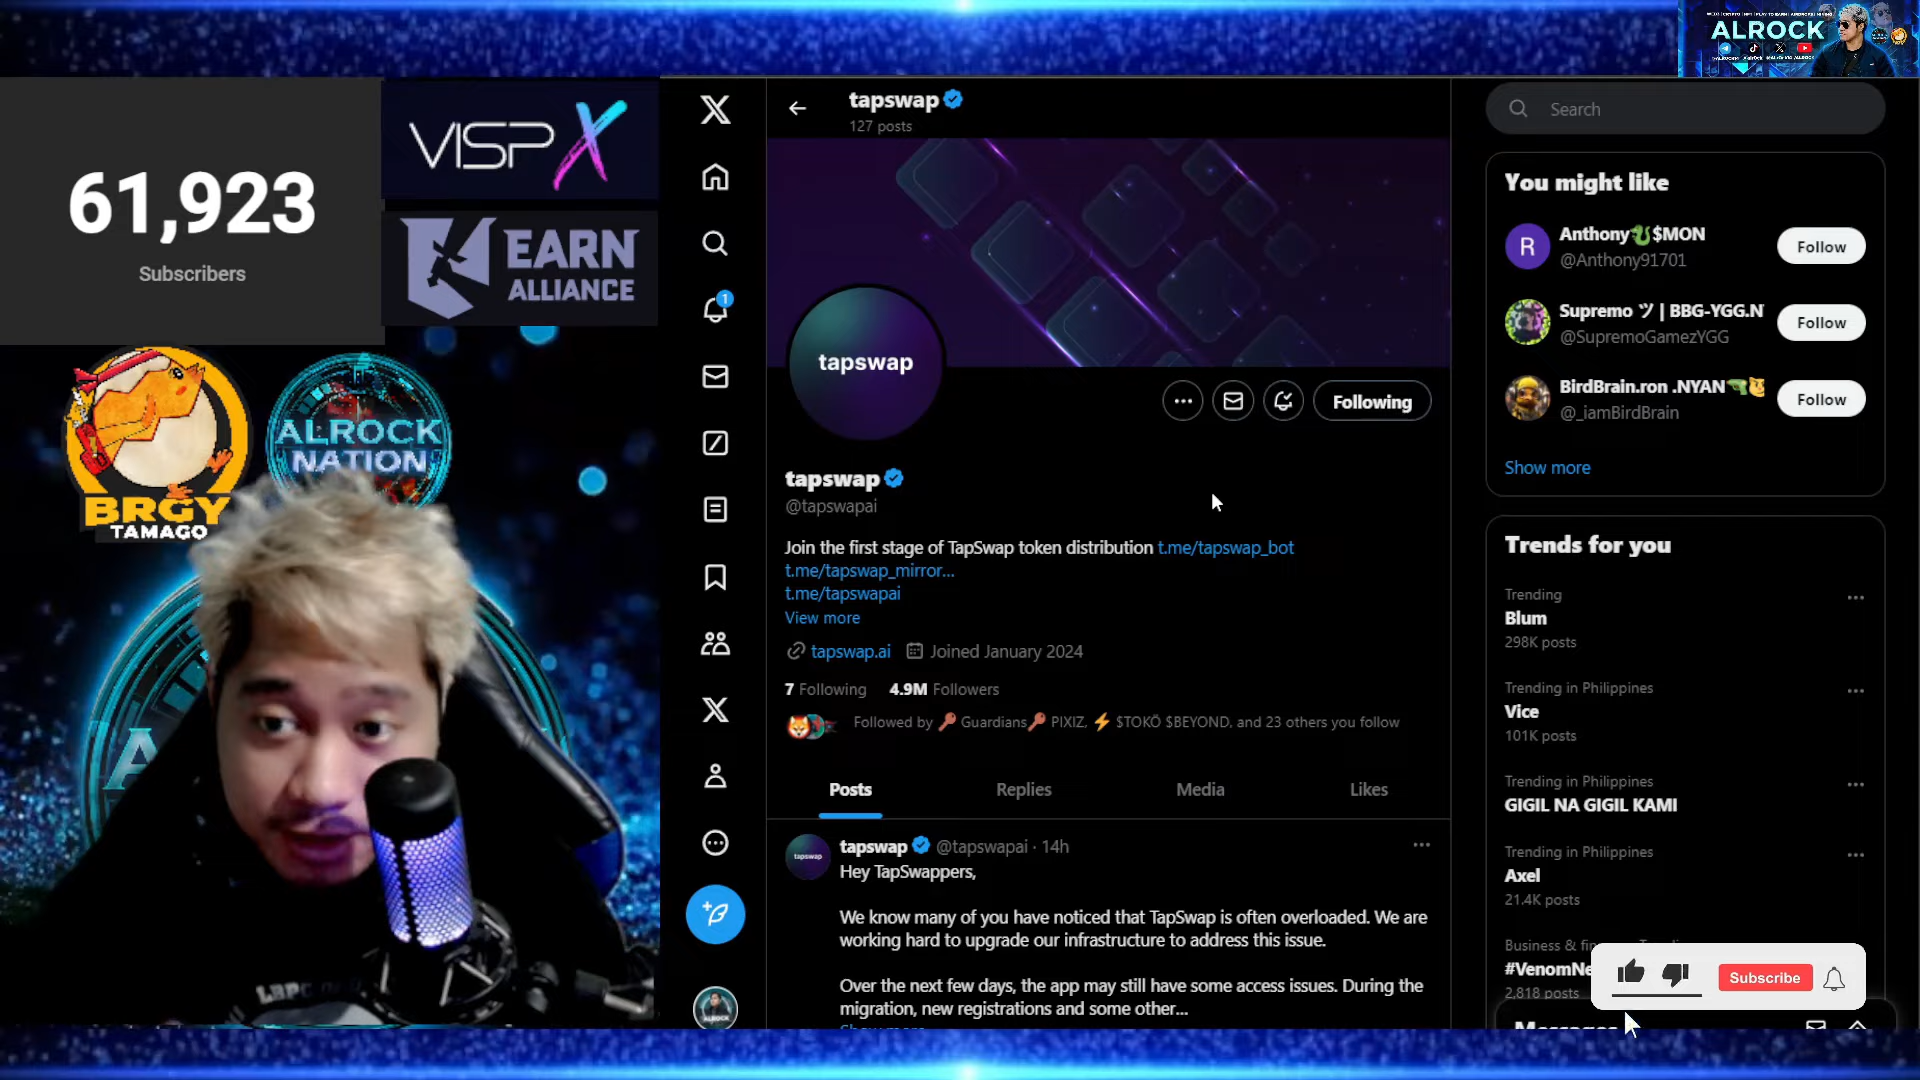 ALROCK
61,923
Subscribers
VISPX
EARN
ALLIANCE
BRGY
TAMAGO
ALROCK
NATION
tapswap
127 posts
tapswap
Following
tapswap
@tapswapai
Join the first stage of TapSwap token distribution t.me/tapswap_bot
t.me/tapswap_mirror...
t.me/tapswapai
View more
tapswap.ai Joined January 2024
7 Following 4.9M Followers
Followed by Guardians PIXIZ, $TOKŌ $BEYOND, and 23 others you follow
Posts Replies Media Likes
tapswap @tapswapai · 14h
Hey TapSwappers,
We know many of you have noticed that TapSwap is often overloaded. We are
working hard to upgrade our infrastructure to address this issue.
Over the next few days, the app may still have some access issues. During the
migration, new registrations and some other...
Show more
Search
You might like
R
Anthony $MON
@Anthony91701
Follow
Supremo ツ | BBG-YGG.N
@SupremoGamezYGG
Follow
BirdBrain.ron .NYAN
@_iamBirdBrain
Follow
Show more
Trends for you
Trending
Blum
298K posts
Trending in Philippines
Vice
101K posts
Trending in Philippines
GIGIL NA GIGIL KAMI
Trending in Philippines
Axel
21.4K posts
Business & fi
#VenomNe
2,818 posts
Subscribe
Messages